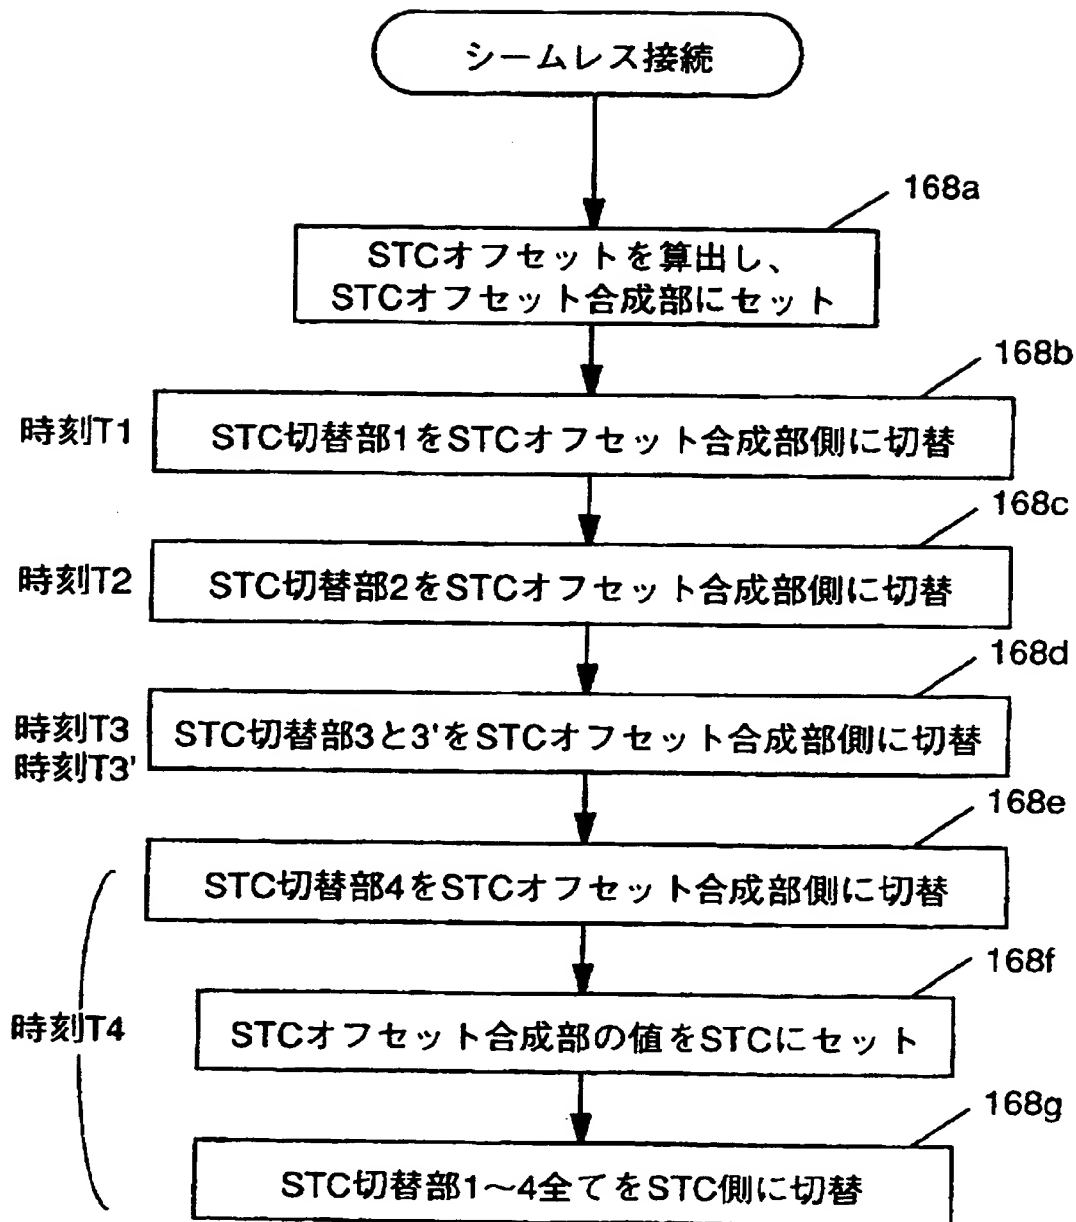 シームレス接続
168a
STCオフセットを算出し、
STCオフセット合成部にセット
168b
時刻T1
STC切替部1をSTCオフセット合成部側に切替
168c
時刻T2
STC切替部2をSTCオフセット合成部側に切替
168d
時刻T3
時刻T3'
STC切替部3と3'をSTCオフセット合成部側に切替
168e
STC切替部4をSTCオフセット合成部側に切替
168f
時刻T4
STCオフセット合成部の値をSTCにセット
168g
STC切替部1〜4全てをSTC側に切替